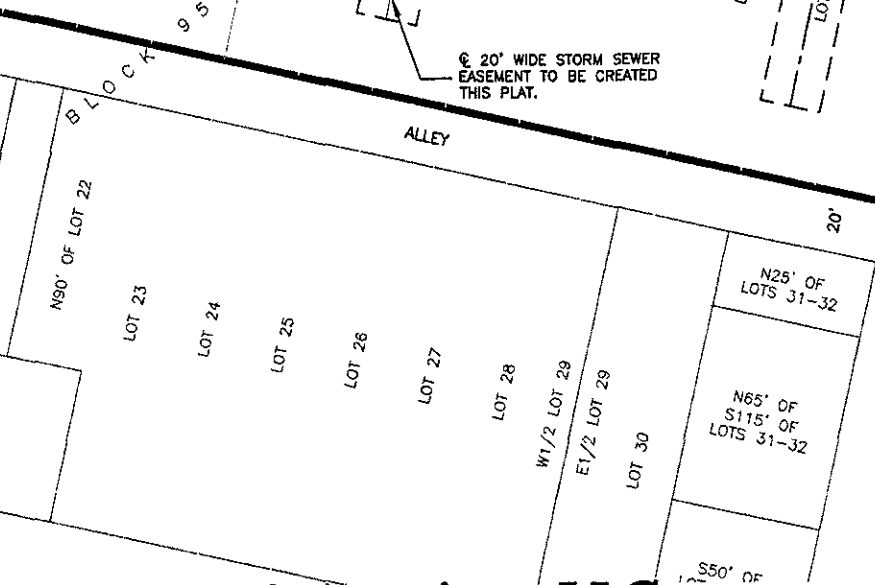 BLOCK 95
℄ 20' WIDE STORM SEWER
EASEMENT TO BE CREATED
THIS PLAT.
ALLEY
20'
N90' OF LOT 22
LOT 23
LOT 24
LOT 25
LOT 26
LOT 27
LOT 28
W1/2 LOT 29
E1/2 LOT 29
LOT 30
N25' OF
LOTS 31-32
N65' OF
S115' OF
LOTS 31-32
S50' OF